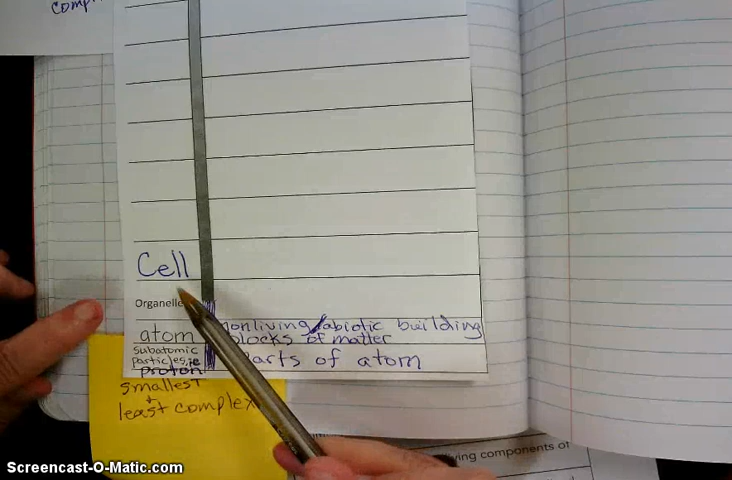 Cell
Organelle
atom
nonliving/abiotic building
blocks of matter
subatomic
particles, ie
proton
parts of atom
smallest
+
least complex
components of
Screencast-O-Matic.com